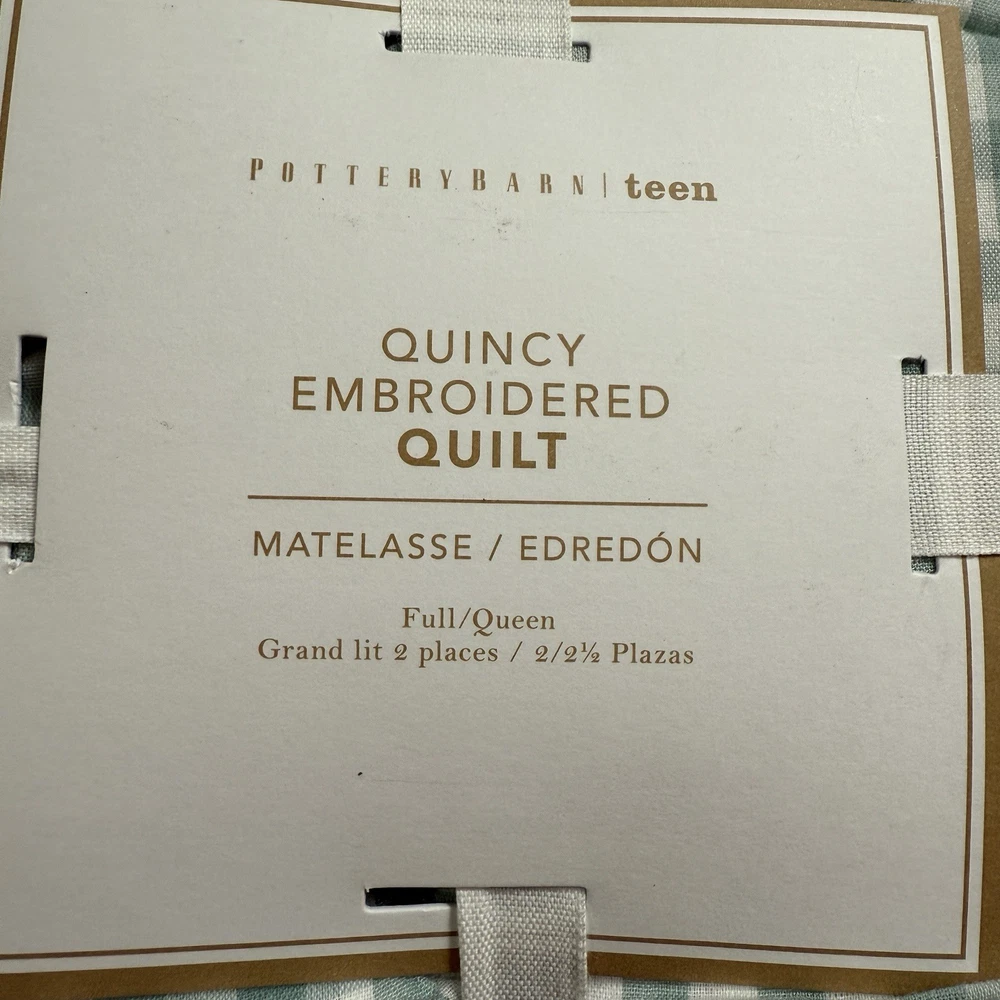 POTTERYBARN | teen
QUINCY
EMBROIDERED
QUILT
MATELASSE / EDREDÓN
Full/Queen
Grand lit 2 places / 2/2½ Plazas